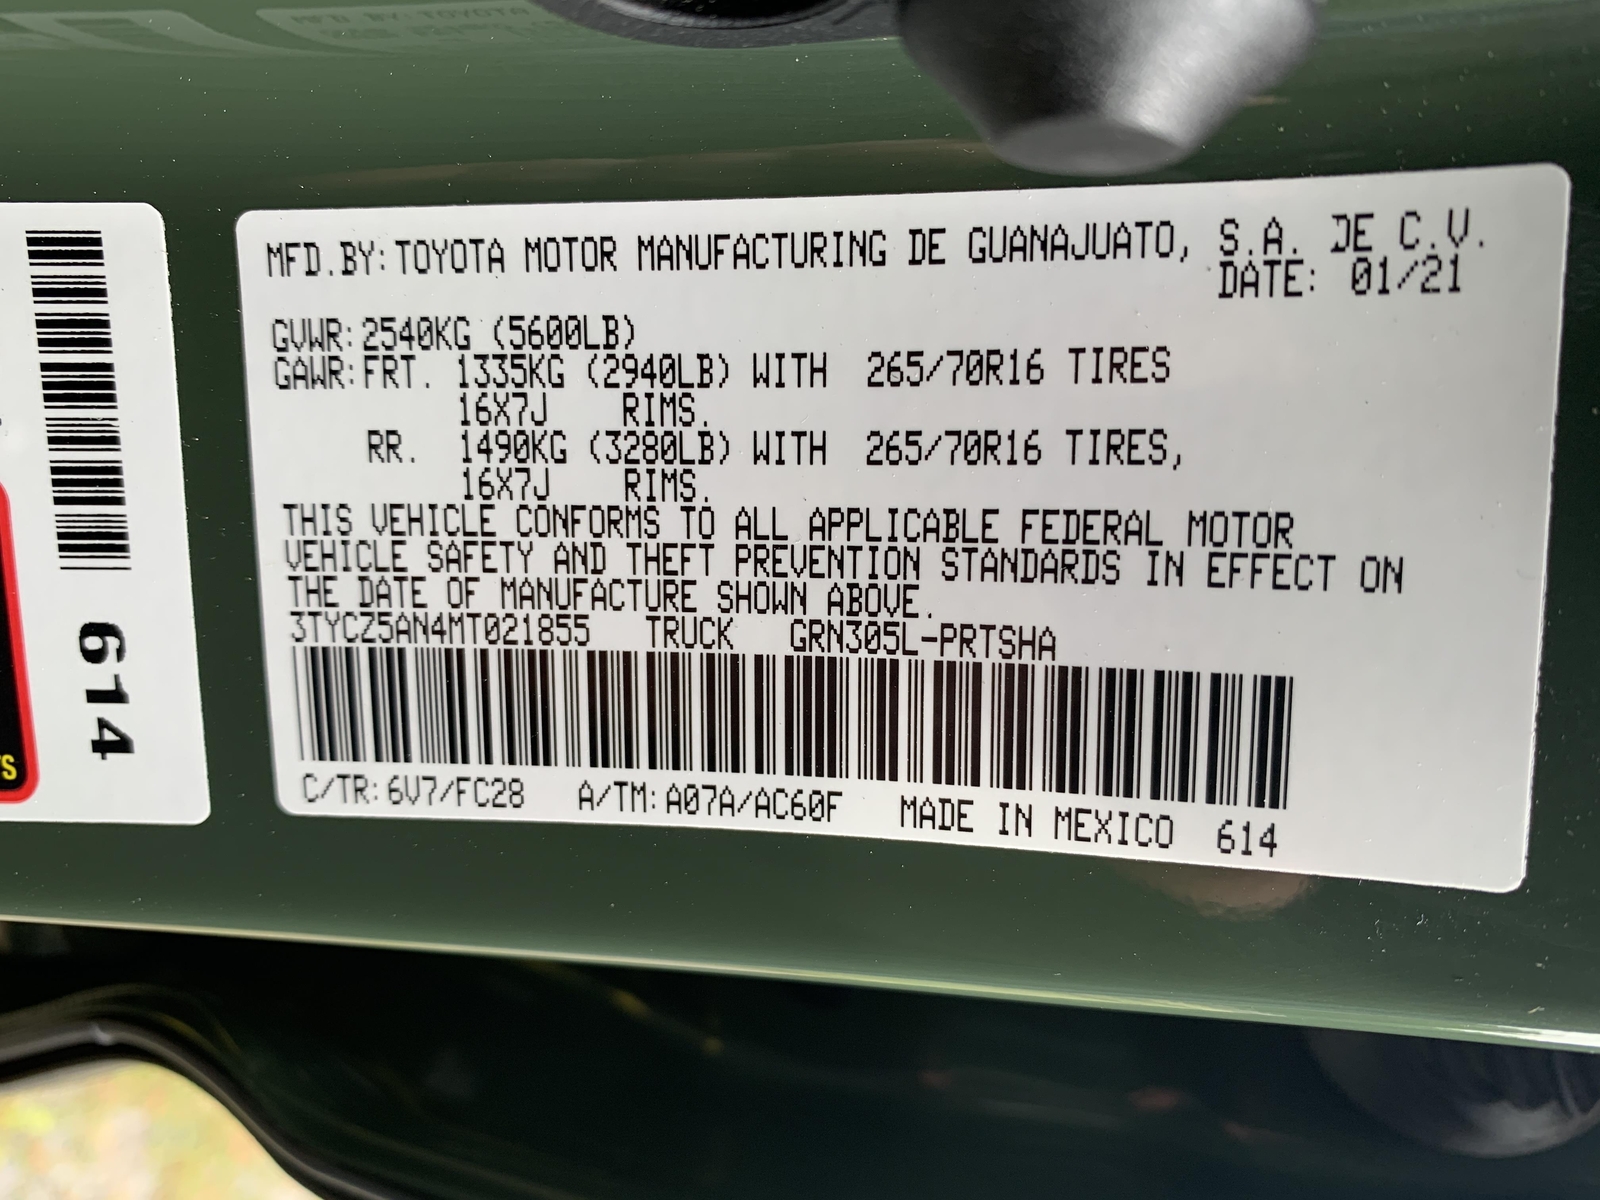 MFD.BY: TOYOTA MOTOR MANUFACTURING DE GUANAJUATO, S.A. DE C.V.
DATE: 01/21
GVWR: 2540KG (5600LB)
GAWR: FRT. 1335KG (2940LB) WITH 265/70R16 TIRES
16X7J RIMS.
RR. 1490KG (3280LB) WITH 265/70R16 TIRES,
16X7J RIMS.
THIS VEHICLE CONFORMS TO ALL APPLICABLE FEDERAL MOTOR
VEHICLE SAFETY AND THEFT PREVENTION STANDARDS IN EFFECT ON
THE DATE OF MANUFACTURE SHOWN ABOVE.
3TYCZ5AN4MT021855 TRUCK GRN305L-PRTSHA
C/TR: 6V7/FC28 A/TM: A07A/AC60F MADE IN MEXICO 614
614